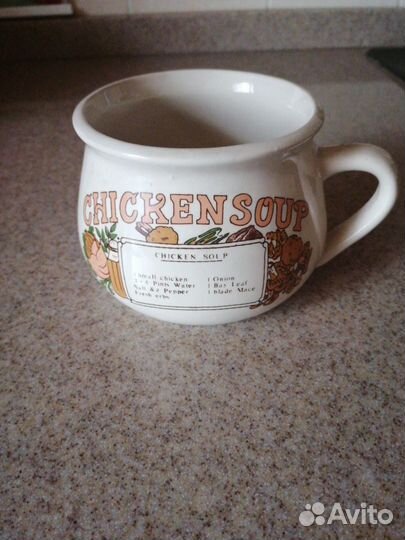 CHICKEN SOUP
CHICKEN SOUP
Small chicken
Pints Water
Salt & Pepper
Fresh
1 Onion
1 Bay Leaf
1 Blade Mace
Avito